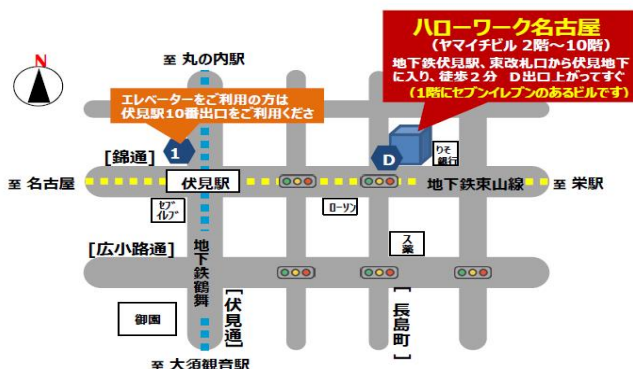 ハローワーク名古屋
(ヤマイチビル 2階～10階)
地下鉄伏見駅、東改札口から伏見地下
に入り、徒歩2分 D出口上がってすぐ
(1階にセブンイレブンのあるビルです)
N
至 丸の内駅
エレベーターをご利用の方は
伏見駅10番出口をご利用くださ
1
D
りそ
銀行
[錦通]
至 名古屋
伏見駅
地下鉄東山線
至 栄駅
セブ
イレブ
ローソン
ス
薬
[広小路通]
地下鉄鶴舞
[伏見通]
[長島町]
御園
至 大須観音駅